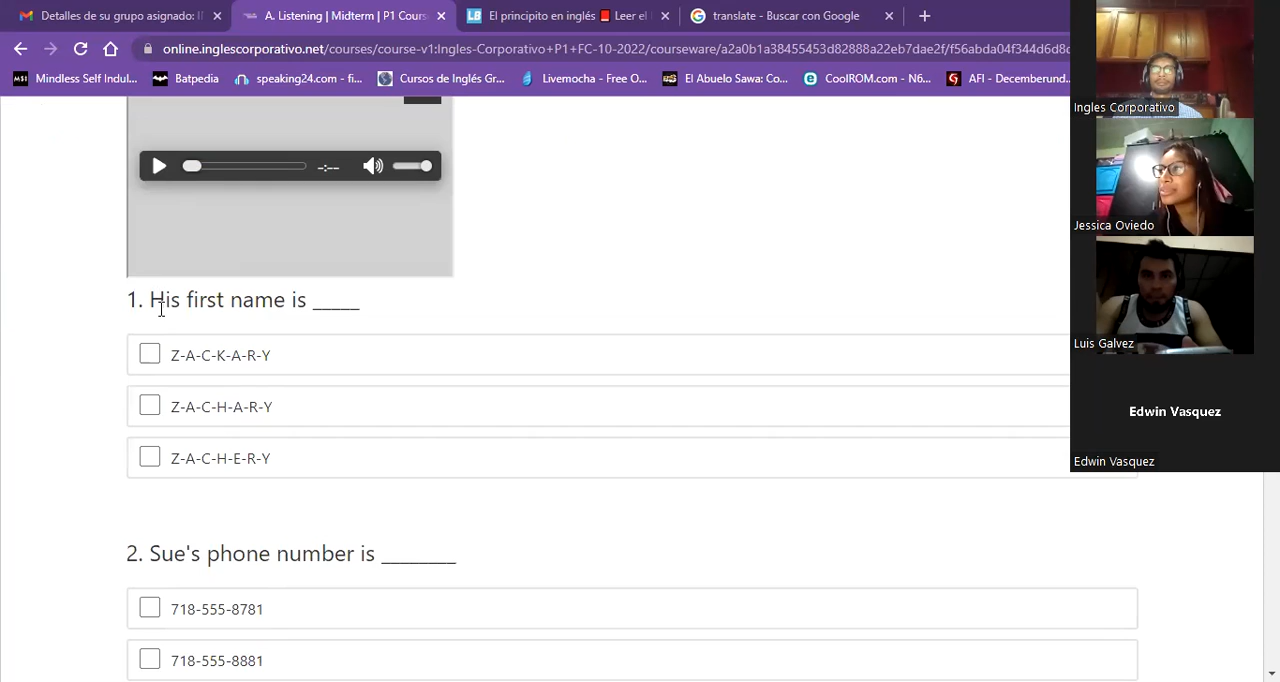 Detalles de su grupo asignado: I
A. Listening | Midterm | P1 Cours
El principito en inglés 📕 Leer el l
translate - Buscar con Google
online.inglescorporativo.net/courses/course-v1:Ingles-Corporativo+P1+FC-10-2022/courseware/a2a0b1a38455453d82888a22eb7dae2f/f56abda04f344d6d8d
Mindless Self Indul...
Batpedia
speaking24.com - fi...
Cursos de Inglés Gr...
Livemocha - Free O...
El Abuelo Sawa: Co...
CoolROM.com - N6...
AFI - Decemberund...
Ingles Corporativo
Jessica Oviedo
Luis Galvez
Edwin Vasquez
Edwin Vasquez
-:--
1. His first name is _____
Z-A-C-K-A-R-Y
Z-A-C-H-A-R-Y
Z-A-C-H-E-R-Y
2. Sue's phone number is ________
718-555-8781
718-555-8881